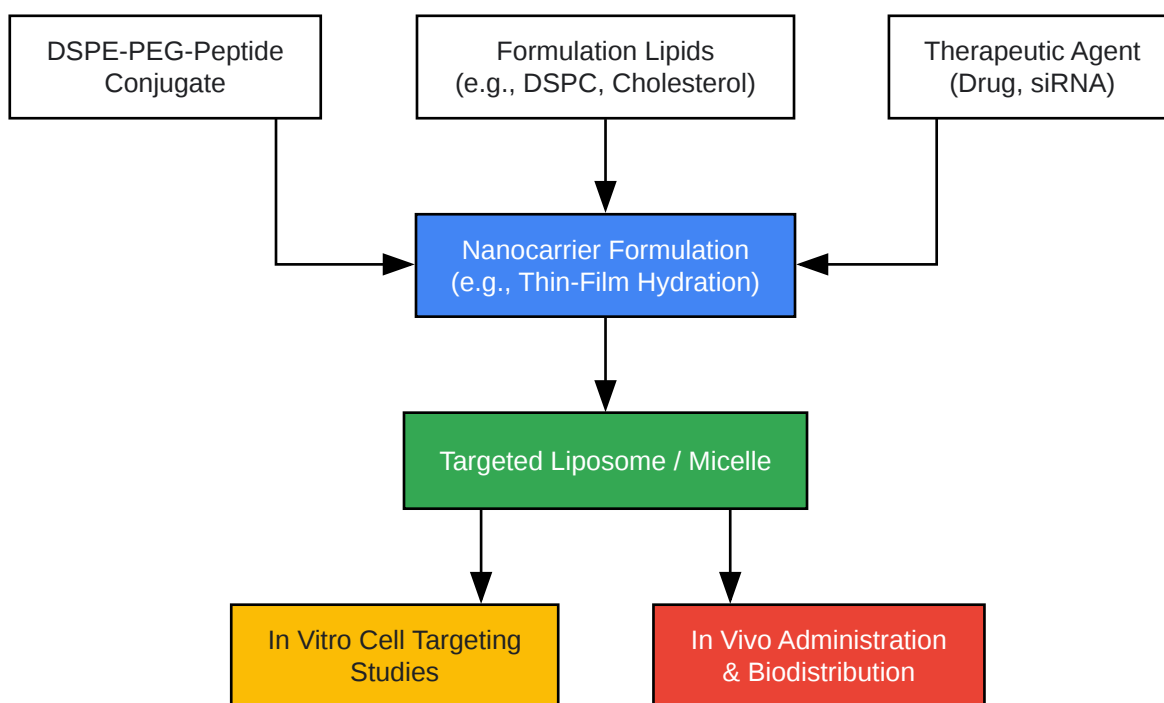 DSPE-PEG-Peptide
Conjugate
Formulation Lipids
(e.g., DSPC, Cholesterol)
Therapeutic Agent
(Drug, siRNA)
Nanocarrier Formulation
(e.g., Thin-Film Hydration)
Targeted Liposome / Micelle
In Vitro Cell Targeting
Studies
In Vivo Administration
& Biodistribution